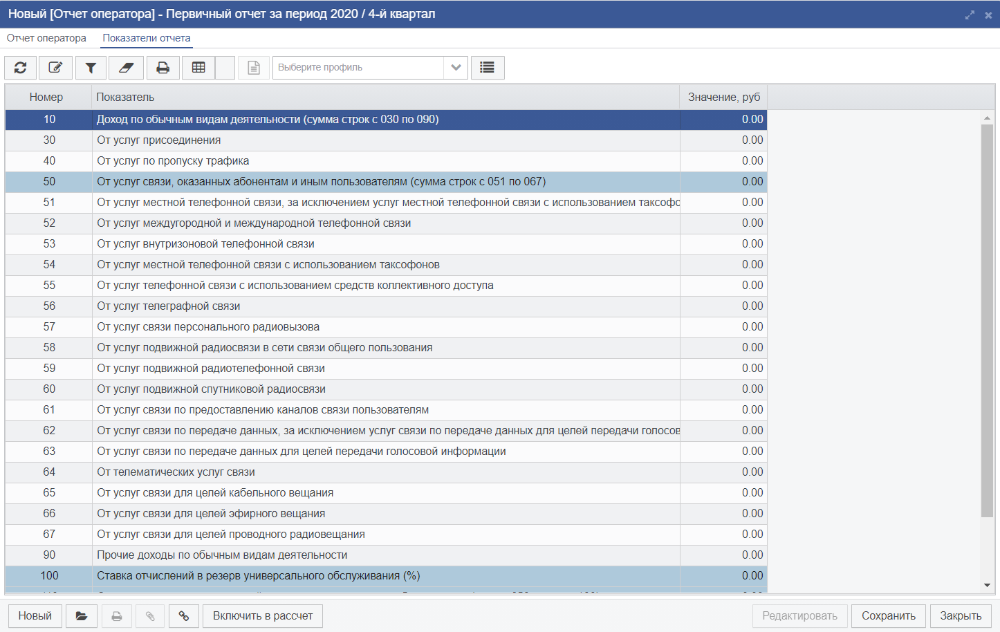 Новый [Отчет оператора] - Первичный отчет за период 2020 / 4-й квартал
Отчет оператора Показатели отчета
Выберите профиль
Номер Показатель Значение, руб
10 Доход по обычным видам деятельности (сумма строк с 030 по 090) 0.00
30 От услуг присоединения 0.00
40 От услуг по пропуску трафика 0.00
50 От услуг связи, оказанных абонентам и иным пользователям (сумма строк с 051 по 067) 0.00
51 От услуг местной телефонной связи, за исключением услуг местной телефонной связи с использованием таксофо 0.00
52 От услуг междугородной и международной телефонной связи 0.00
53 От услуг внутризоновой телефонной связи 0.00
54 От услуг местной телефонной связи с использованием таксофонов 0.00
55 От услуг телефонной связи с использованием средств коллективного доступа 0.00
56 От услуг телеграфной связи 0.00
57 От услуг связи персонального радиовызова 0.00
58 От услуг подвижной радиосвязи в сети связи общего пользования 0.00
59 От услуг подвижной радиотелефонной связи 0.00
60 От услуг подвижной спутниковой радиосвязи 0.00
61 От услуг связи по предоставлению каналов связи пользователям 0.00
62 От услуг связи по передаче данных, за исключением услуг связи по передаче данных для целей передачи голосов 0.00
63 От услуг связи по передаче данных для целей передачи голосовой информации 0.00
64 От телематических услуг связи 0.00
65 От услуг связи для целей кабельного вещания 0.00
66 От услуг связи для целей эфирного вещания 0.00
67 От услуг связи для целей проводного радиовещания 0.00
90 Прочие доходы по обычным видам деятельности 0.00
100 Ставка отчислений в резерв универсального обслуживания (%) 0.00
Новый Включить в рассчет Редактировать Сохранить Закрыть